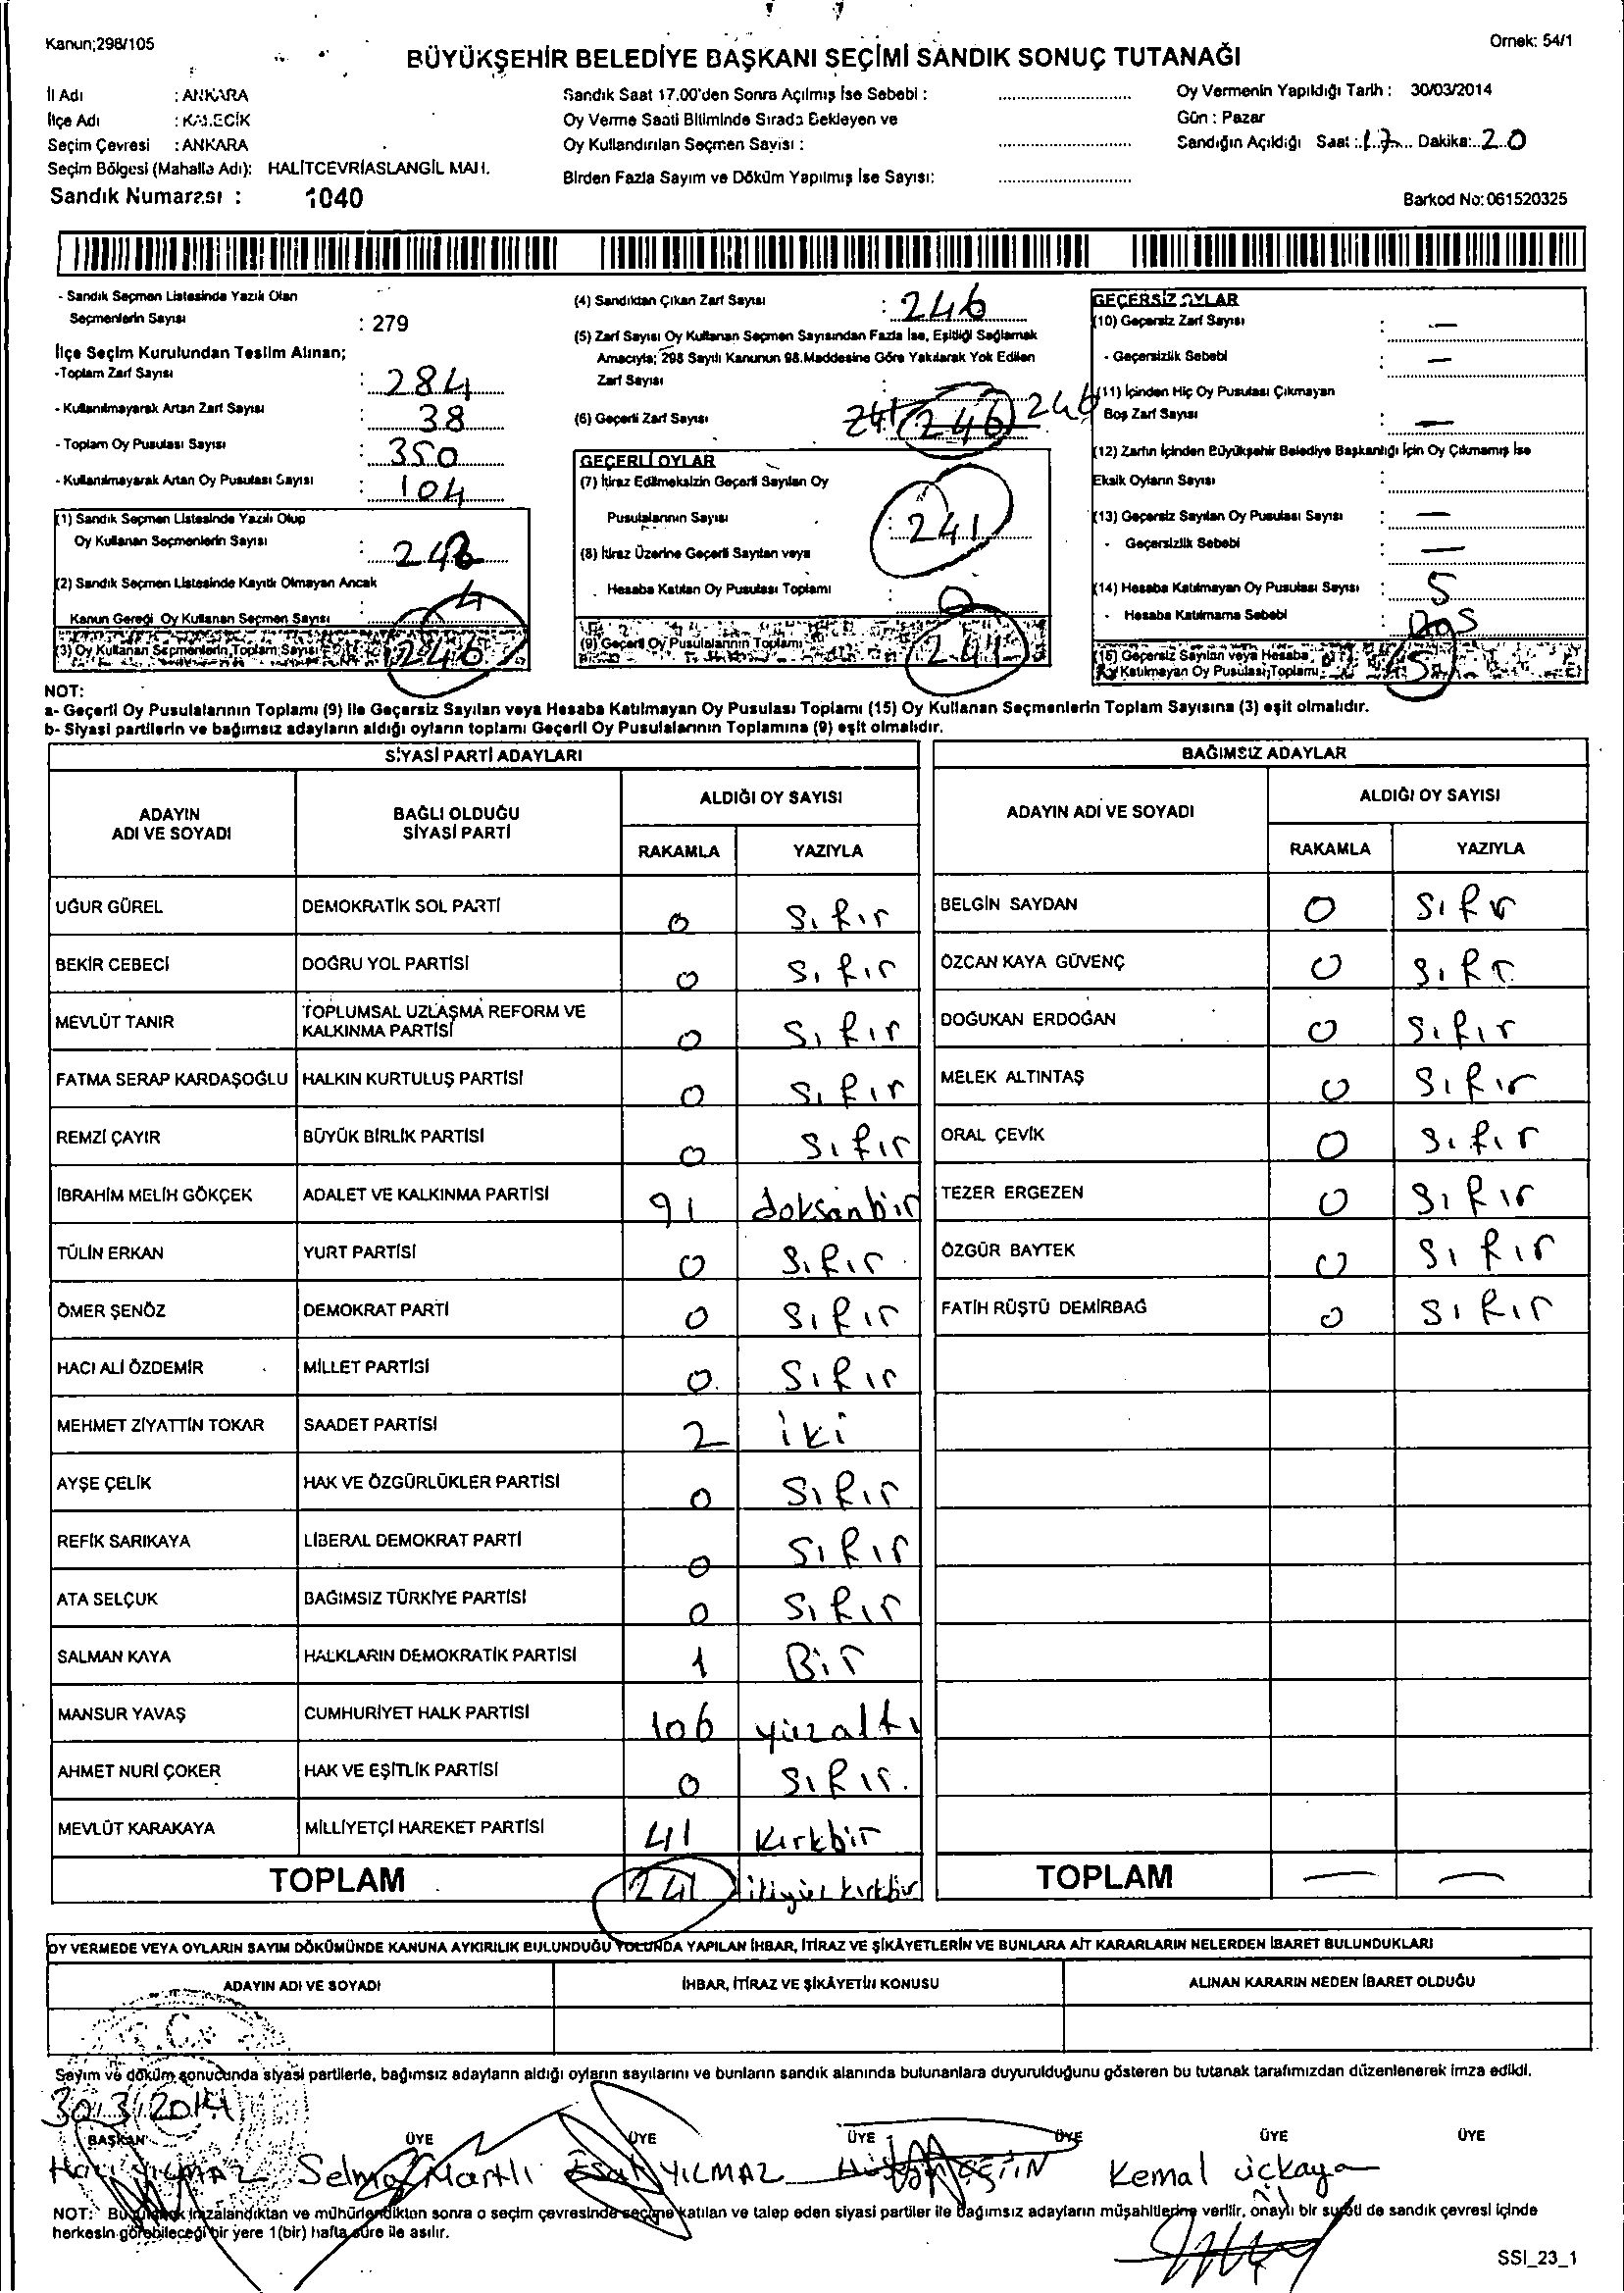 Kanun;298/105
Örnek: 54/1
BÜYÜKŞEHİR BELEDİYE BAŞKANI SEÇİMİ SANDIK SONUÇ TUTANAĞI
İl Adı : ANKARA
İlçe Adı : KALECİK
Seçim Çevresi : ANKARA
Seçim Bölgesi (Mahalle Adı): HALİTCEVRİASLANGİL MAH.
Sandık Numarası : 1040
Sandık Saat 17.00'den Sonra Açılmış İse Sebebi :
Oy Verme Saati Bitiminde Sırada Bekleyen ve
Oy Kullandırılan Seçmen Sayısı :
Birden Fazla Sayım ve Döküm Yapılmış İse Sayısı:
Oy Vermenin Yapıldığı Tarih : 30/03/2014
Gün : Pazar
Sandığın Açıldığı Saat : 17 Dakika: 20
Barkod No: 061520325
- Sandık Seçmen Listesinde Yazılı Olan
Seçmenlerin Sayısı : 279
İlçe Seçim Kurulundan Teslim Alınan;
-Toplam Zarf Sayısı : 284
- Kullanılmayarak Artan Zarf Sayısı : 38
- Toplam Oy Pusulası Sayısı : 350
- Kullanılmayarak Artan Oy Pusulası Sayısı : 104
(1) Sandık Seçmen Listesinde Yazılı Olup
Oy Kullanan Seçmenlerin Sayısı :
(2) Sandık Seçmen Listesinde Kayıtlı Olmayan Ancak
Kanun Gereği Oy Kullanan Seçmen Sayısı : 4
(3) Oy Kullanan Seçmenlerin Toplam Sayısı : 246
(4) Sandıktan Çıkan Zarf Sayısı : 246
(5) Zarf Sayısı Oy Kullanan Seçmen Sayısından Fazla İse, Eşitliği Sağlamak
Amacıyla; 298 Sayılı Kanunun 98.Maddesine Göre Yakılarak Yok Edilen
Zarf Sayısı :
(6) Geçerli Zarf Sayısı 241 246 246
GEÇERLİ OYLAR
(7) İtiraz Edilmeksizin Geçerli Sayılan Oy
Pusulalarının Sayısı : 241
(8) İtiraz Üzerine Geçerli Sayılan veya
Hesaba Katılan Oy Pusulası Toplamı : 0
(9) Geçerli Oy Pusulalarının Toplamı 241
GEÇERSİZ OYLAR
(10) Geçersiz Zarf Sayısı : —
- Geçersizlik Sebebi : —
(11) İçinden Hiç Oy Pusulası Çıkmayan
Boş Zarf Sayısı : —
(12) Zarfın İçinden Büyükşehir Belediye Başkanlığı İçin Oy Çıkmamış İse
Eksik Oyların Sayısı :
(13) Geçersiz Sayılan Oy Pusulası Sayısı : —
- Geçersizlik Sebebi : —
(14) Hesaba Katılmayan Oy Pusulası Sayısı : 5
- Hesaba Katılmama Sebebi : Boş
(15) Geçersiz Sayılan veya Hesaba
Katılmayan Oy Pusulası Toplamı 5
NOT:
a- Geçerli Oy Pusulalarının Toplamı (9) ile Geçersiz Sayılan veya Hesaba Katılmayan Oy Pusulası Toplamı (15) Oy Kullanan Seçmenlerin Toplam Sayısına (3) eşit olmalıdır.
b- Siyasi partilerin ve bağımsız adayların aldığı oyların toplamı Geçerli Oy Pusulalarının Toplamına (9) eşit olmalıdır.
SİYASİ PARTİ ADAYLARI
ADAYIN ADI VE SOYADI
BAĞLI OLDUĞU SİYASİ PARTİ
ALDIĞI OY SAYISI
RAKAMLA YAZIYLA
UĞUR GÜREL DEMOKRATİK SOL PARTİ 0 Sıfır
BEKİR CEBECİ DOĞRU YOL PARTİSİ 0 Sıfır
MEVLÜT TANIR TOPLUMSAL UZLAŞMA REFORM VE KALKINMA PARTİSİ 0 Sıfır
FATMA SERAP KARDAŞOĞLU HALKIN KURTULUŞ PARTİSİ 0 Sıfır
REMZİ ÇAYIR BÜYÜK BİRLİK PARTİSİ 0 Sıfır
İBRAHİM MELİH GÖKÇEK ADALET VE KALKINMA PARTİSİ 91 doksanbir
TÜLİN ERKAN YURT PARTİSİ 0 Sıfır
ÖMER ŞENÖZ DEMOKRAT PARTİ 0 Sıfır
HACI ALİ ÖZDEMİR MİLLET PARTİSİ 0 Sıfır
MEHMET ZİYATTİN TOKAR SAADET PARTİSİ 2 iki
AYŞE ÇELİK HAK VE ÖZGÜRLÜKLER PARTİSİ 0 Sıfır
REFİK SARIKAYA LİBERAL DEMOKRAT PARTİ 0 Sıfır
ATA SELÇUK BAĞIMSIZ TÜRKİYE PARTİSİ 0 Sıfır
SALMAN KAYA HALKLARIN DEMOKRATİK PARTİSİ 1 Bir
MANSUR YAVAŞ CUMHURİYET HALK PARTİSİ 106 yüzaltı
AHMET NURİ ÇOKER HAK VE EŞİTLİK PARTİSİ 0 Sıfır
MEVLÜT KARAKAYA MİLLİYETÇİ HAREKET PARTİSİ 41 Kırkbir
TOPLAM 241 ikiyüz kırkbir
BAĞIMSIZ ADAYLAR
ADAYIN ADI VE SOYADI
ALDIĞI OY SAYISI
RAKAMLA YAZIYLA
BELGİN SAYDAN 0 Sıfır
ÖZCAN KAYA GÜVENÇ 0 Sıfr
DOĞUKAN ERDOĞAN 0 Sıfır
MELEK ALTINTAŞ 0 Sıfır
ORAL ÇEVİK 0 Sıfır
TEZER ERGEZEN 0 Sıfır
ÖZGÜR BAYTEK 0 Sıfır
FATİH RÜŞTÜ DEMİRBAĞ 0 Sıfır
TOPLAM — —
OY VERMEDE VEYA OYLARIN SAYIM DÖKÜMÜNDE KANUNA AYKIRILIK BULUNDUĞU YOLUNDA YAPILAN İHBAR, İTİRAZ VE ŞİKÂYETLERİN VE BUNLARA AİT KARARLARIN NELERDEN İBARET BULUNDUKLARI
ADAYIN ADI VE SOYADI İHBAR, İTİRAZ VE ŞİKÂYETİN KONUSU ALINAN KARARIN NEDEN İBARET OLDUĞU
Sayım ve döküm sonucunda siyasi partilerle, bağımsız adayların aldığı oyların sayılarını ve bunların sandık alanında bulunanlara duyurulduğunu gösteren bu tutanak tarafımızdan düzenlenerek imza edildi.
30/3/2014
BAŞKAN ÜYE ÜYE ÜYE ÜYE ÜYE ÜYE
YILMAZ Selma Martlı YILMAZ Kemal üçkaya
NOT: Bu tutanak imzalandıktan ve mühürlendikten sonra o seçim çevresinde seçime katılan ve talep eden siyasi partiler ile bağımsız adayların müşahitlerine verilir, onaylı bir sureti de sandık çevresi içinde
herkesin görebileceği bir yere 1(bir) hafta süre ile asılır.
SSI_23_1